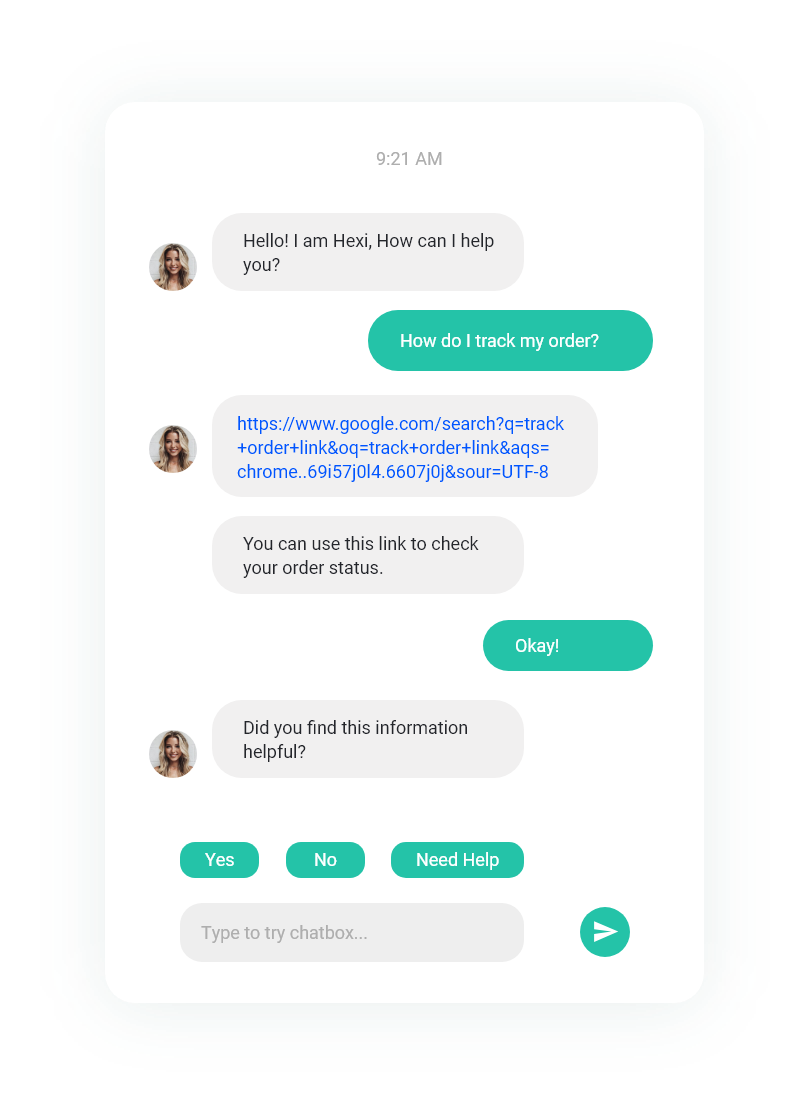 9:21 AM
Hello! I am Hexi, How can I help
you?
How do I track my order?
https://www.google.com/search?q=track
+order+link&oq=track+order+link&aqs=
chrome..69i57j0l4.6607j0j&sour=UTF-8
You can use this link to check
your order status.
Okay!
Did you find this information
helpful?
Yes
No
Need Help
Type to try chatbox...